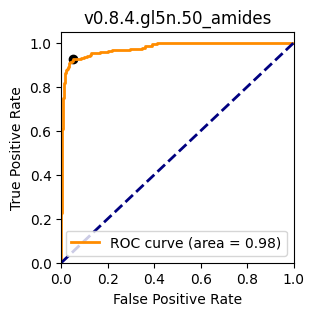 v0.8.4.gl5n.50_amides
True Positive Rate
1.0
0.8
0.6
0.4
0.2
0.0
ROC curve (area = 0.98)
0.0 0.2 0.4 0.6 0.8 1.0
False Positive Rate